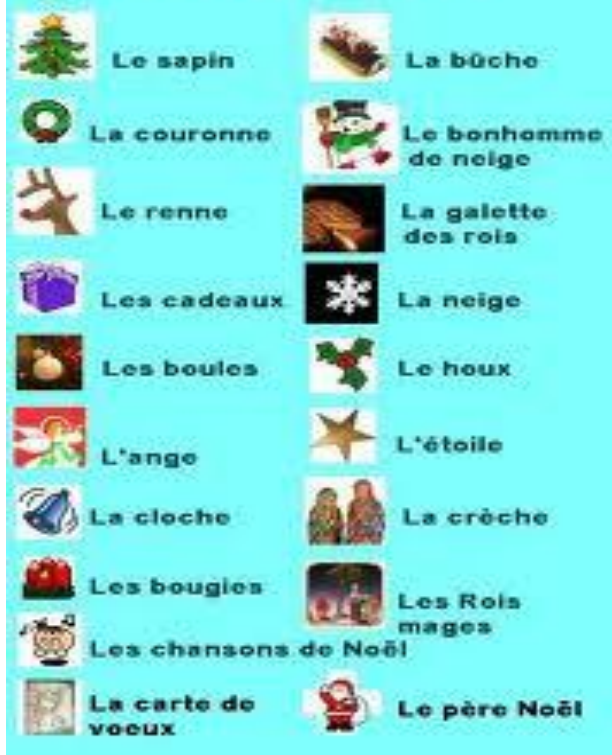 Le sapin
La bûche
La couronne
Le bonhomme
de neige
Le renne
La galette
des rois
Les cadeaux
La neige
Les boules
Le houx
L'ange
L'étoile
La cloche
La crèche
Les bougies
Les Rois
mages
Les chansons de Noël
La carte de
voeux
Le père Noël